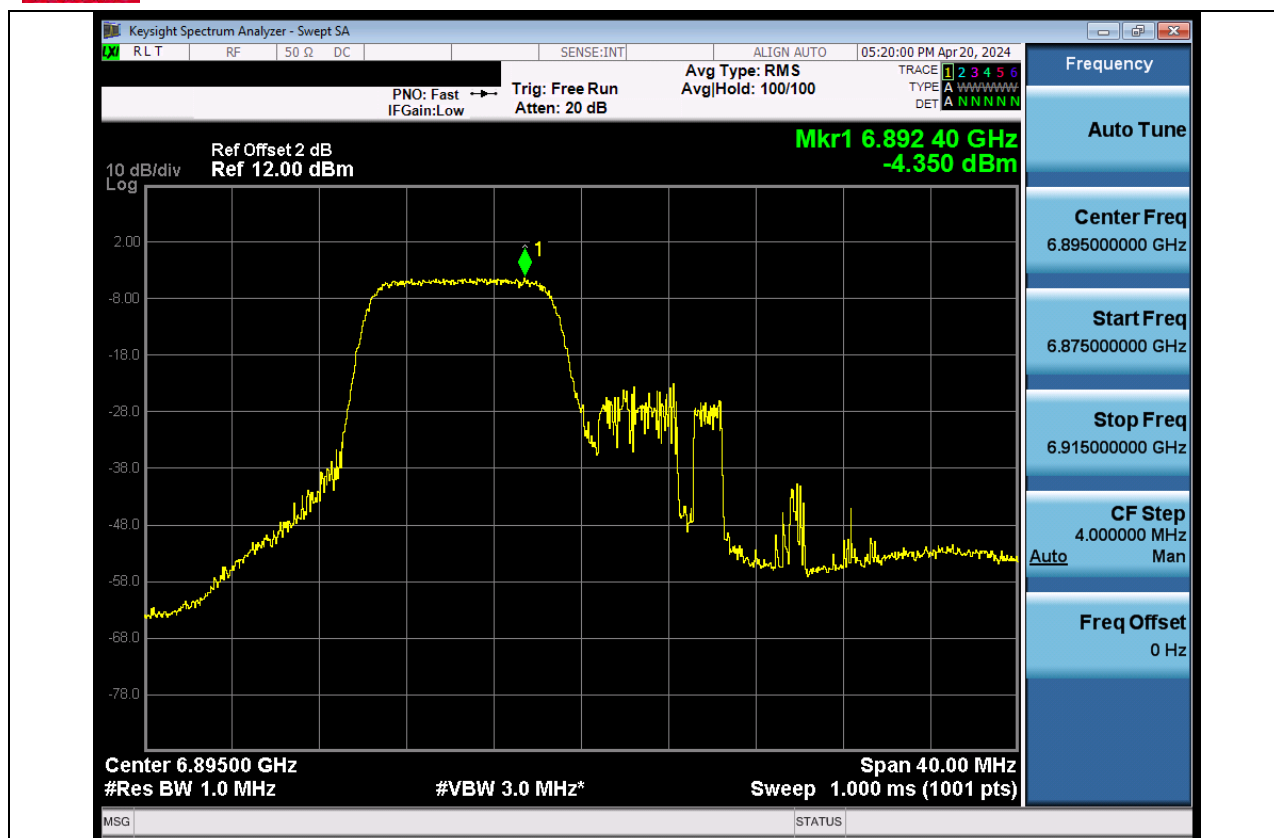 Keysight Spectrum Analyzer - Swept SA
LXI RLT RF 50 Ω DC SENSE:INT ALIGN AUTO 05:20:00 PM Apr 20, 2024
PNO: Fast Trig: Free Run Avg Type: RMS TRACE 1 2 3 4 5 6
IFGain:Low Atten: 20 dB Avg|Hold: 100/100 TYPE A WWWWW
DET A N N N N N
Mkr1 6.892 40 GHz
-4.350 dBm
Ref Offset 2 dB
10 dB/div Ref 12.00 dBm
Log
1
2.00
-8.00
-18.0
-28.0
-38.0
-48.0
-58.0
-68.0
-78.0
Center 6.89500 GHz Span 40.00 MHz
#Res BW 1.0 MHz #VBW 3.0 MHz* Sweep 1.000 ms (1001 pts)
MSG STATUS
Frequency
Auto Tune
Center Freq
6.895000000 GHz
Start Freq
6.875000000 GHz
Stop Freq
6.915000000 GHz
CF Step
4.000000 MHz
Auto Man
Freq Offset
0 Hz